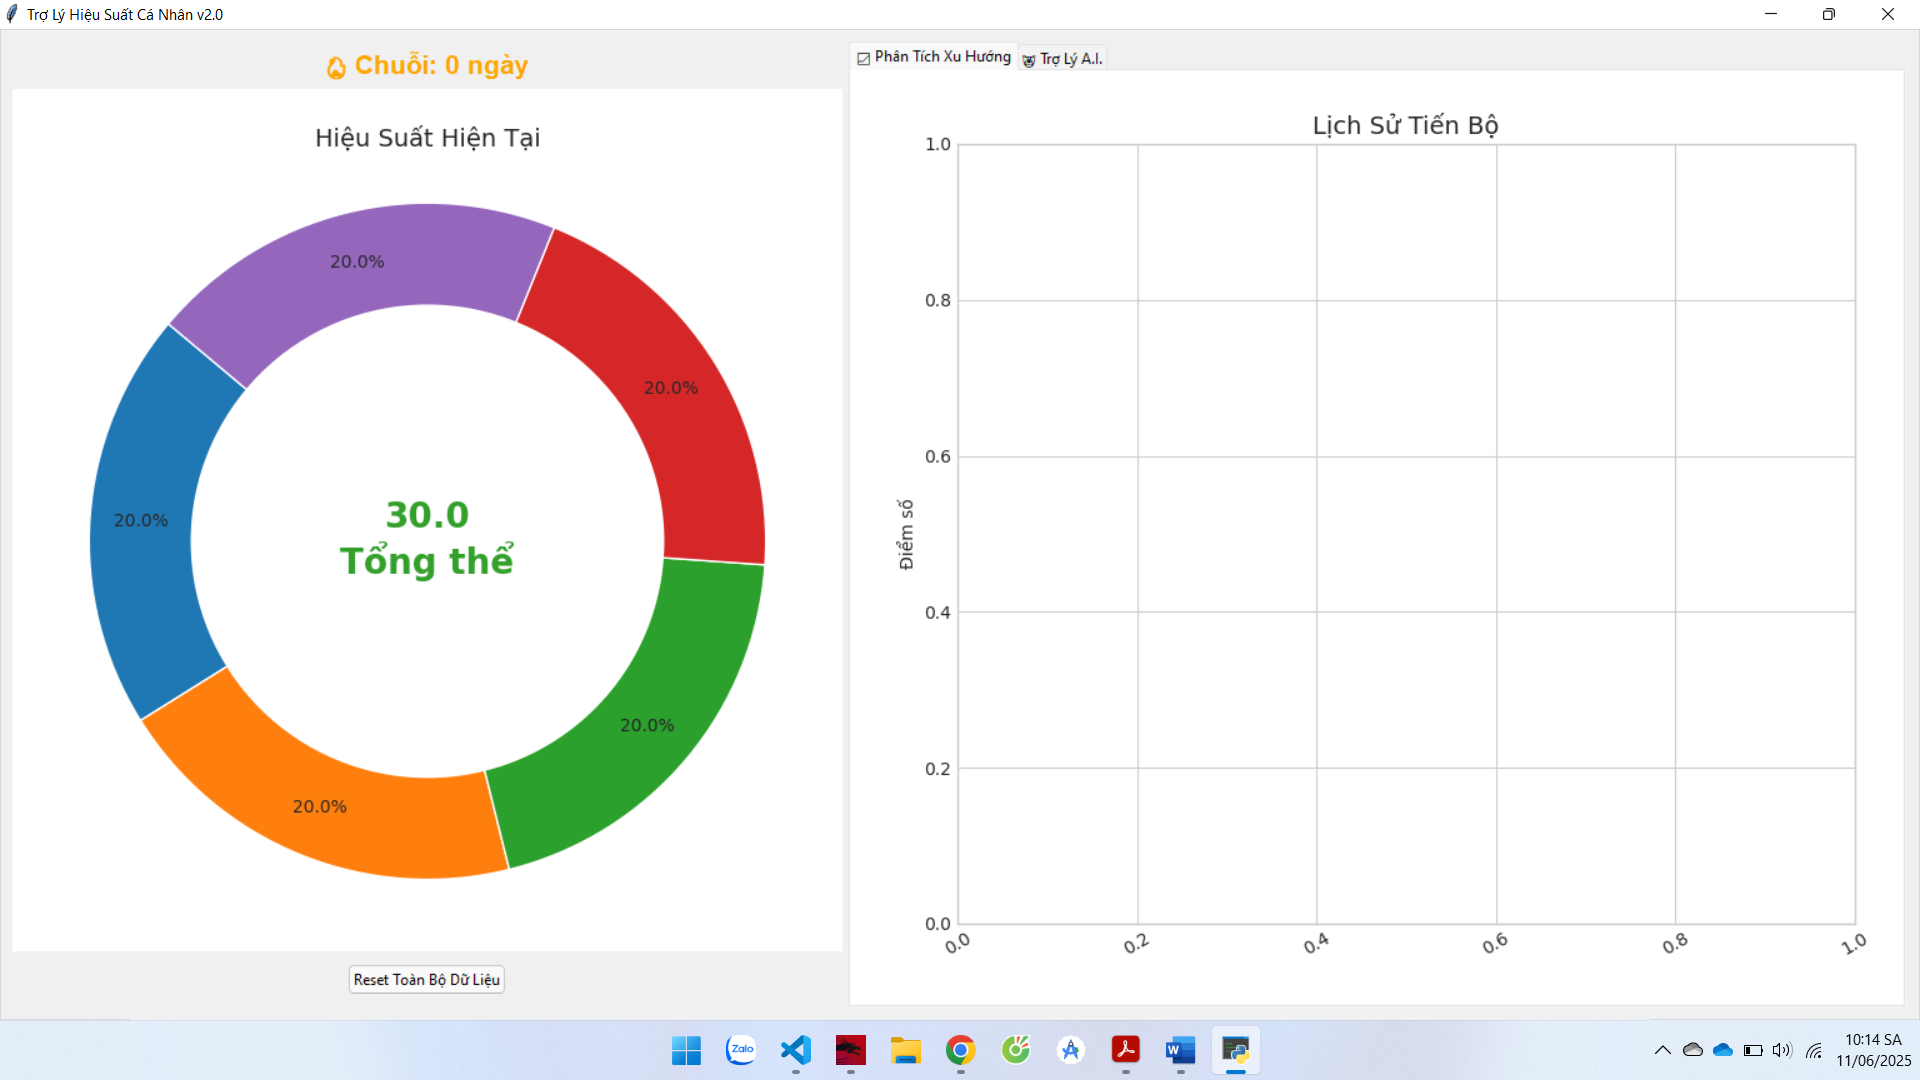 Trợ Lý Hiệu Suất Cá Nhân v2.0
Chuỗi: 0 ngày
Hiệu Suất Hiện Tại
20.0%
20.0%
20.0%
30.0
Tổng thể
20.0%
20.0%
Reset Toàn Bộ Dữ Liệu
Phân Tích Xu Hướng
Trợ Lý A.I.
Lịch Sử Tiến Bộ
1.0
0.8
0.6
0.4
0.2
0.0
Điểm số
0.0
0.2
0.4
0.6
0.8
1.0
Zalo
W
10:14 SA
11/06/2025